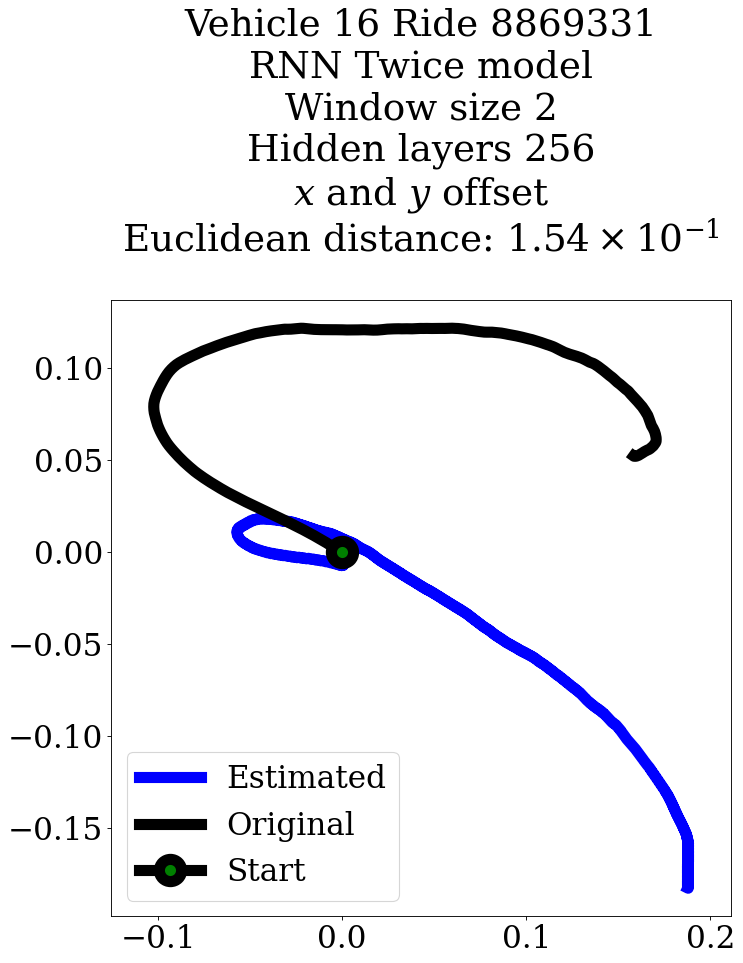 Vehicle 16 Ride 8869331
RNN Twice model
Window size 2
Hidden layers 256
x and y offset
Euclidean distance: 1.54 × 10⁻¹
0.10
0.05
0.00
−0.05
−0.10
−0.15
Estimated
Original
Start
−0.1
0.0
0.1
0.2